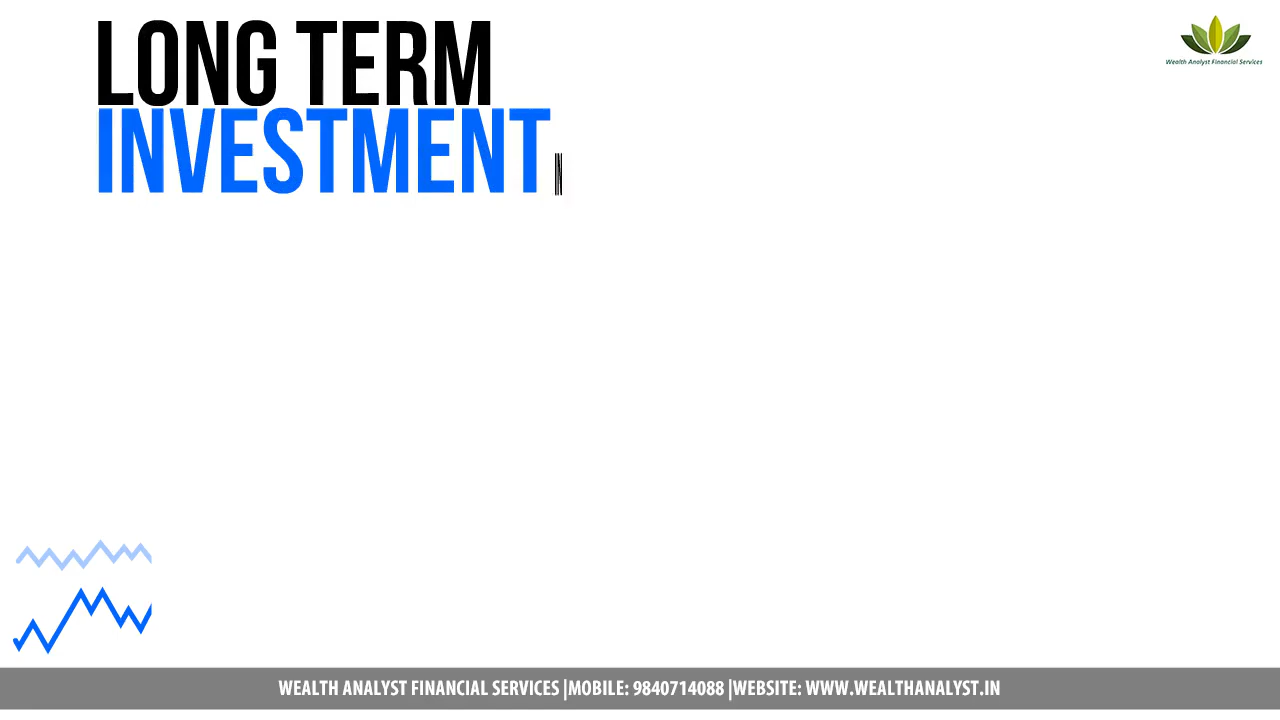 LONG TERM
INVESTMENT
Wealth Analyst Financial Services
WEALTH ANALYST FINANCIAL SERVICES |MOBILE: 9840714088 |WEBSITE: WWW.WEALTHANALYST.IN